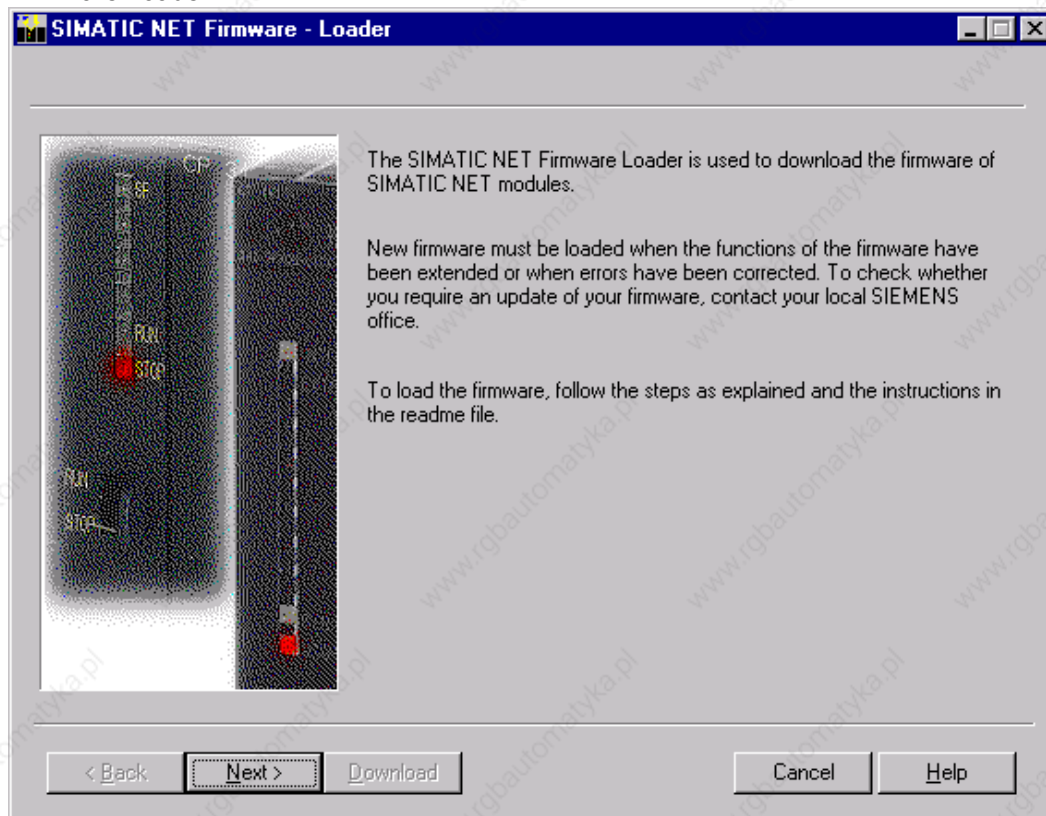 SIMATIC NET Firmware - Loader
CP
SF
RUN
STOP
RUN
STOP
The SIMATIC NET Firmware Loader is used to download the firmware of
SIMATIC NET modules.
New firmware must be loaded when the functions of the firmware have
been extended or when errors have been corrected. To check whether
you require an update of your firmware, contact your local SIEMENS
office.
To load the firmware, follow the steps as explained and the instructions in
the readme file.
< Back
Next >
Download
Cancel
Help
www.rgbautomatyka.pl